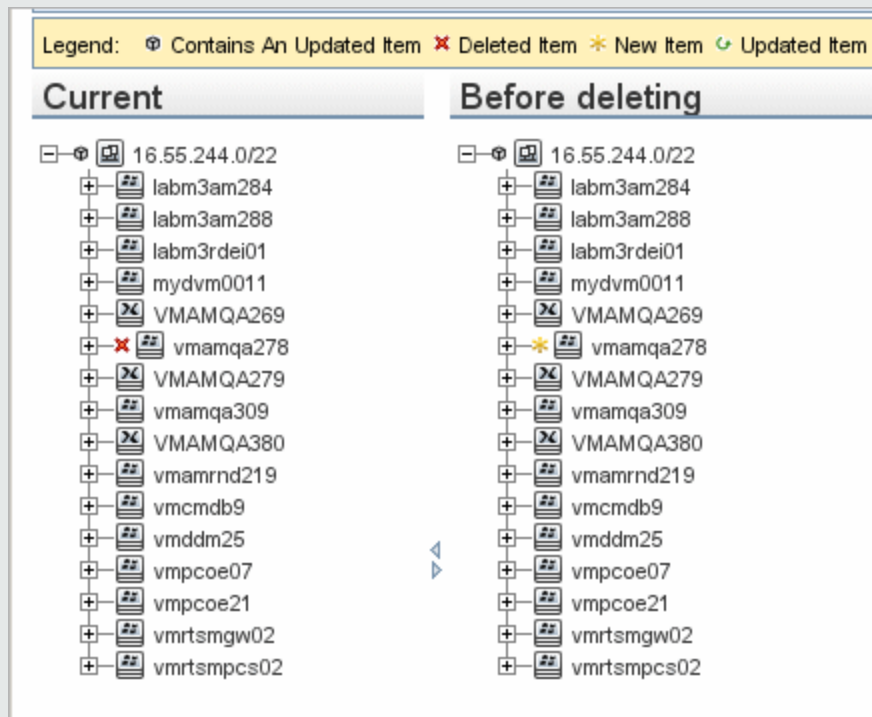 Legend: Contains An Updated Item Deleted Item New Item Updated Item
Current
16.55.244.0/22
labm3am284
labm3am288
labm3rdei01
mydvm0011
VMAMQA269
vmamqa278
VMAMQA279
vmamqa309
VMAMQA380
vmamrnd219
vmcmdb9
vmddm25
vmpcoe07
vmpcoe21
vmrtsmgw02
vmrtsmpcs02
Before deleting
16.55.244.0/22
labm3am284
labm3am288
labm3rdei01
mydvm0011
VMAMQA269
vmamqa278
VMAMQA279
vmamqa309
VMAMQA380
vmamrnd219
vmcmdb9
vmddm25
vmpcoe07
vmpcoe21
vmrtsmgw02
vmrtsmpcs02